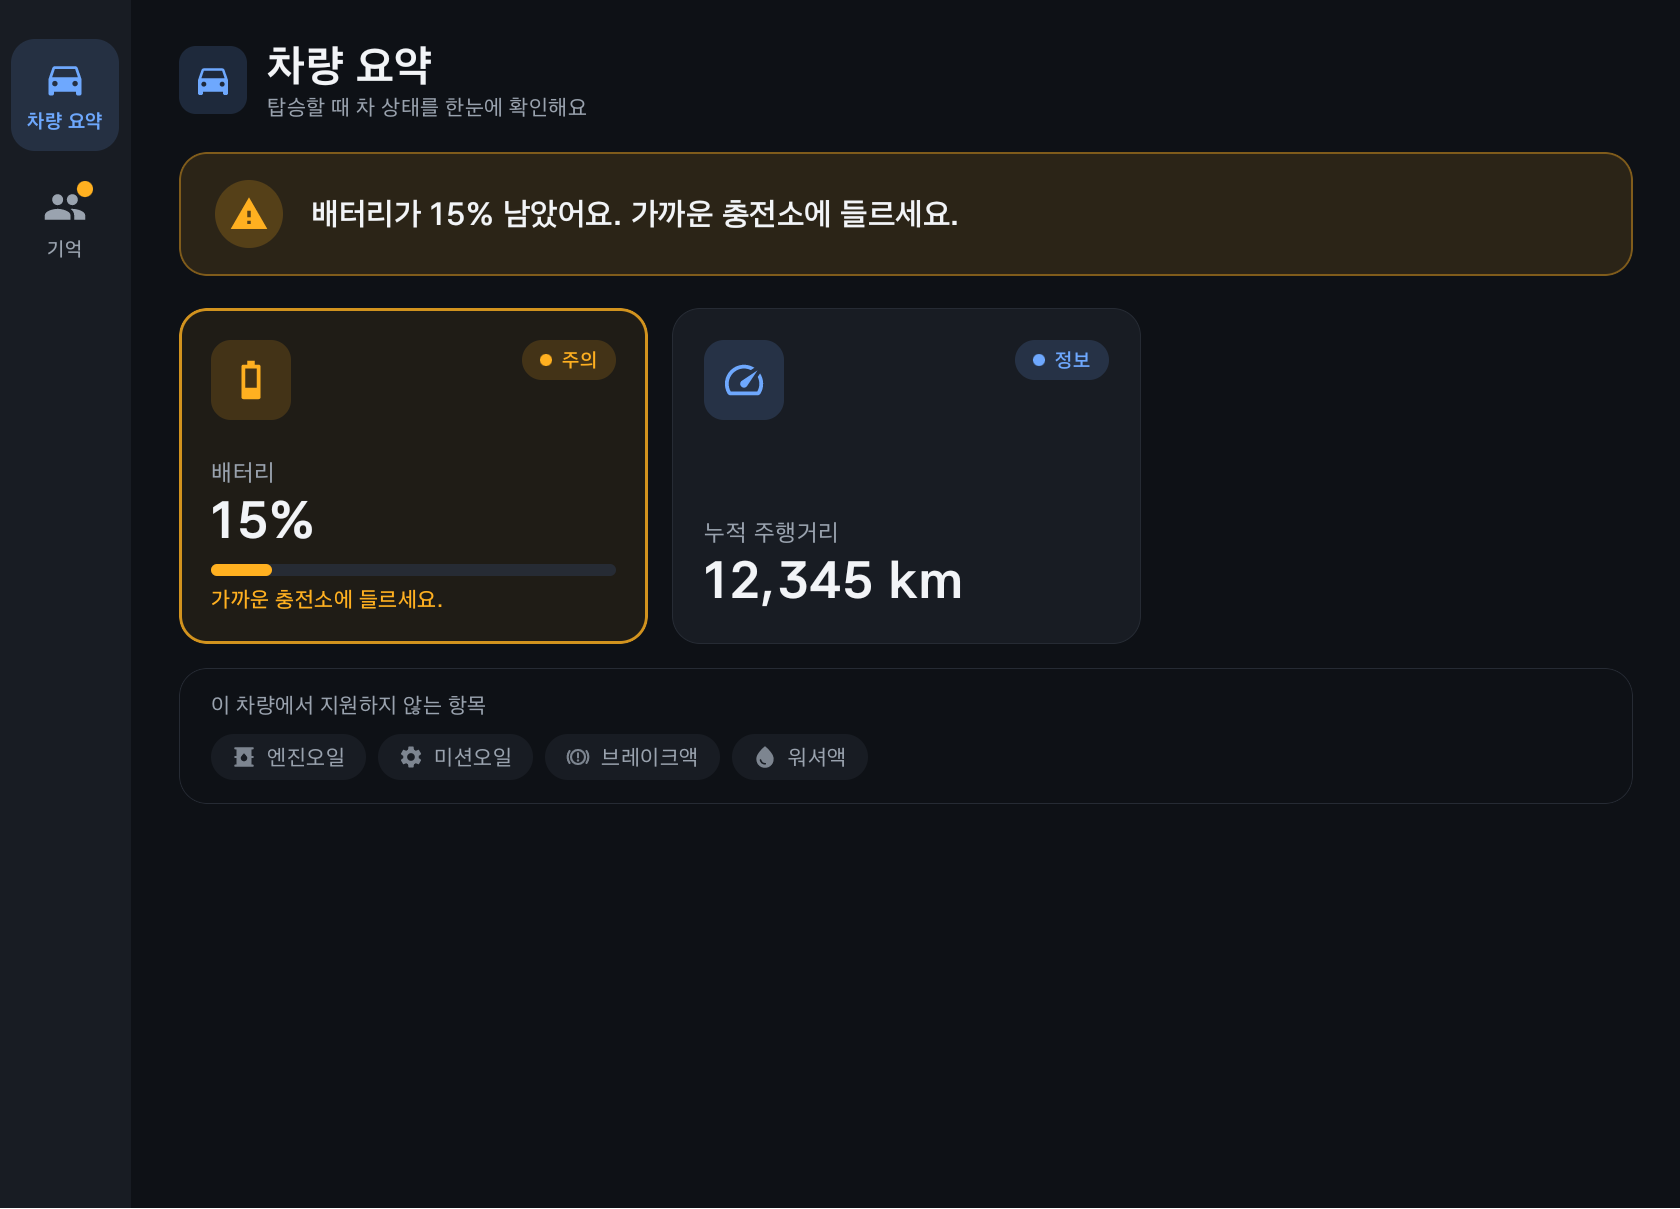 차량 요약
기억
차량 요약
탑승할 때 차 상태를 한눈에 확인해요
배터리가 15% 남았어요. 가까운 충전소에 들르세요.
주의
배터리
15%
가까운 충전소에 들르세요.
정보
누적 주행거리
12,345 km
이 차량에서 지원하지 않는 항목
엔진오일
미션오일
브레이크액
워셔액